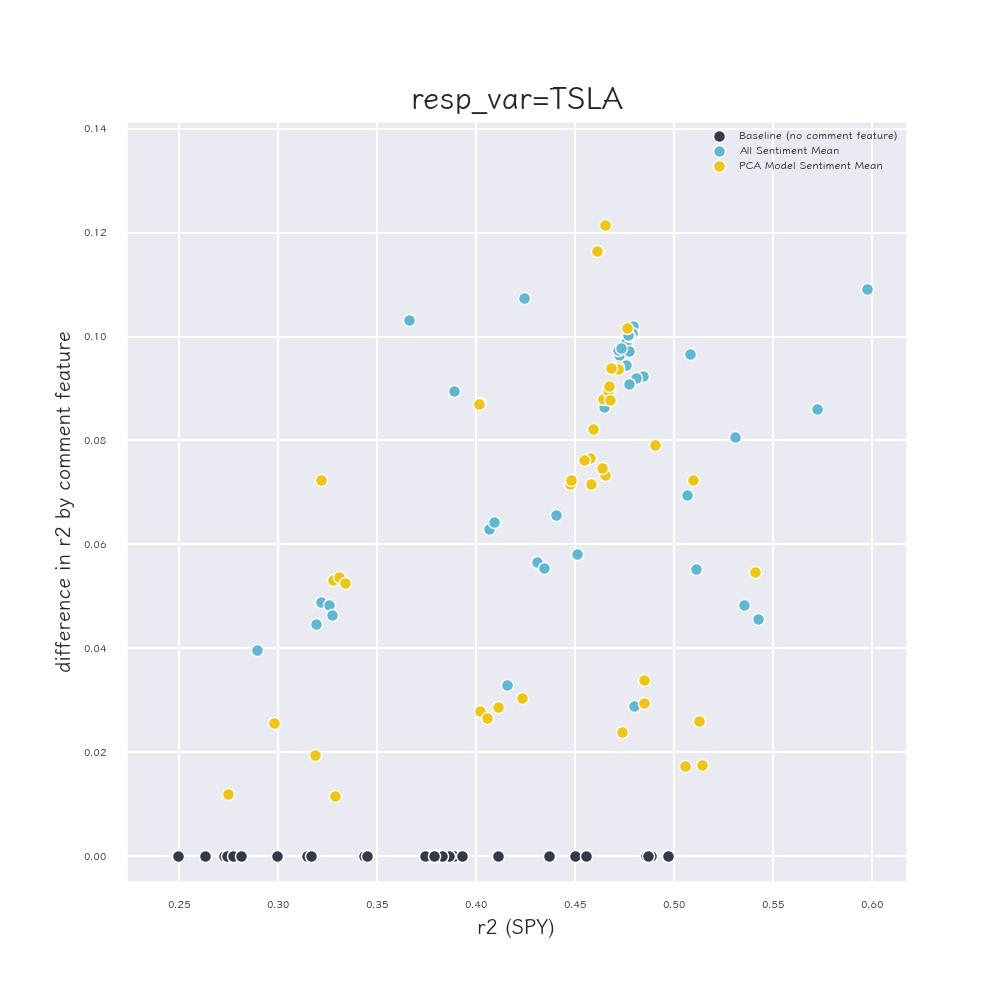 resp_var=TSLA
Baseline (no comment feature)
All Sentiment Mean
PCA Model Sentiment Mean
difference in r2 by comment feature
0.14
0.12
0.10
0.08
0.06
0.04
0.02
0.00
0.25 0.30 0.35 0.40 0.45 0.50 0.55 0.60
r2 (SPY)